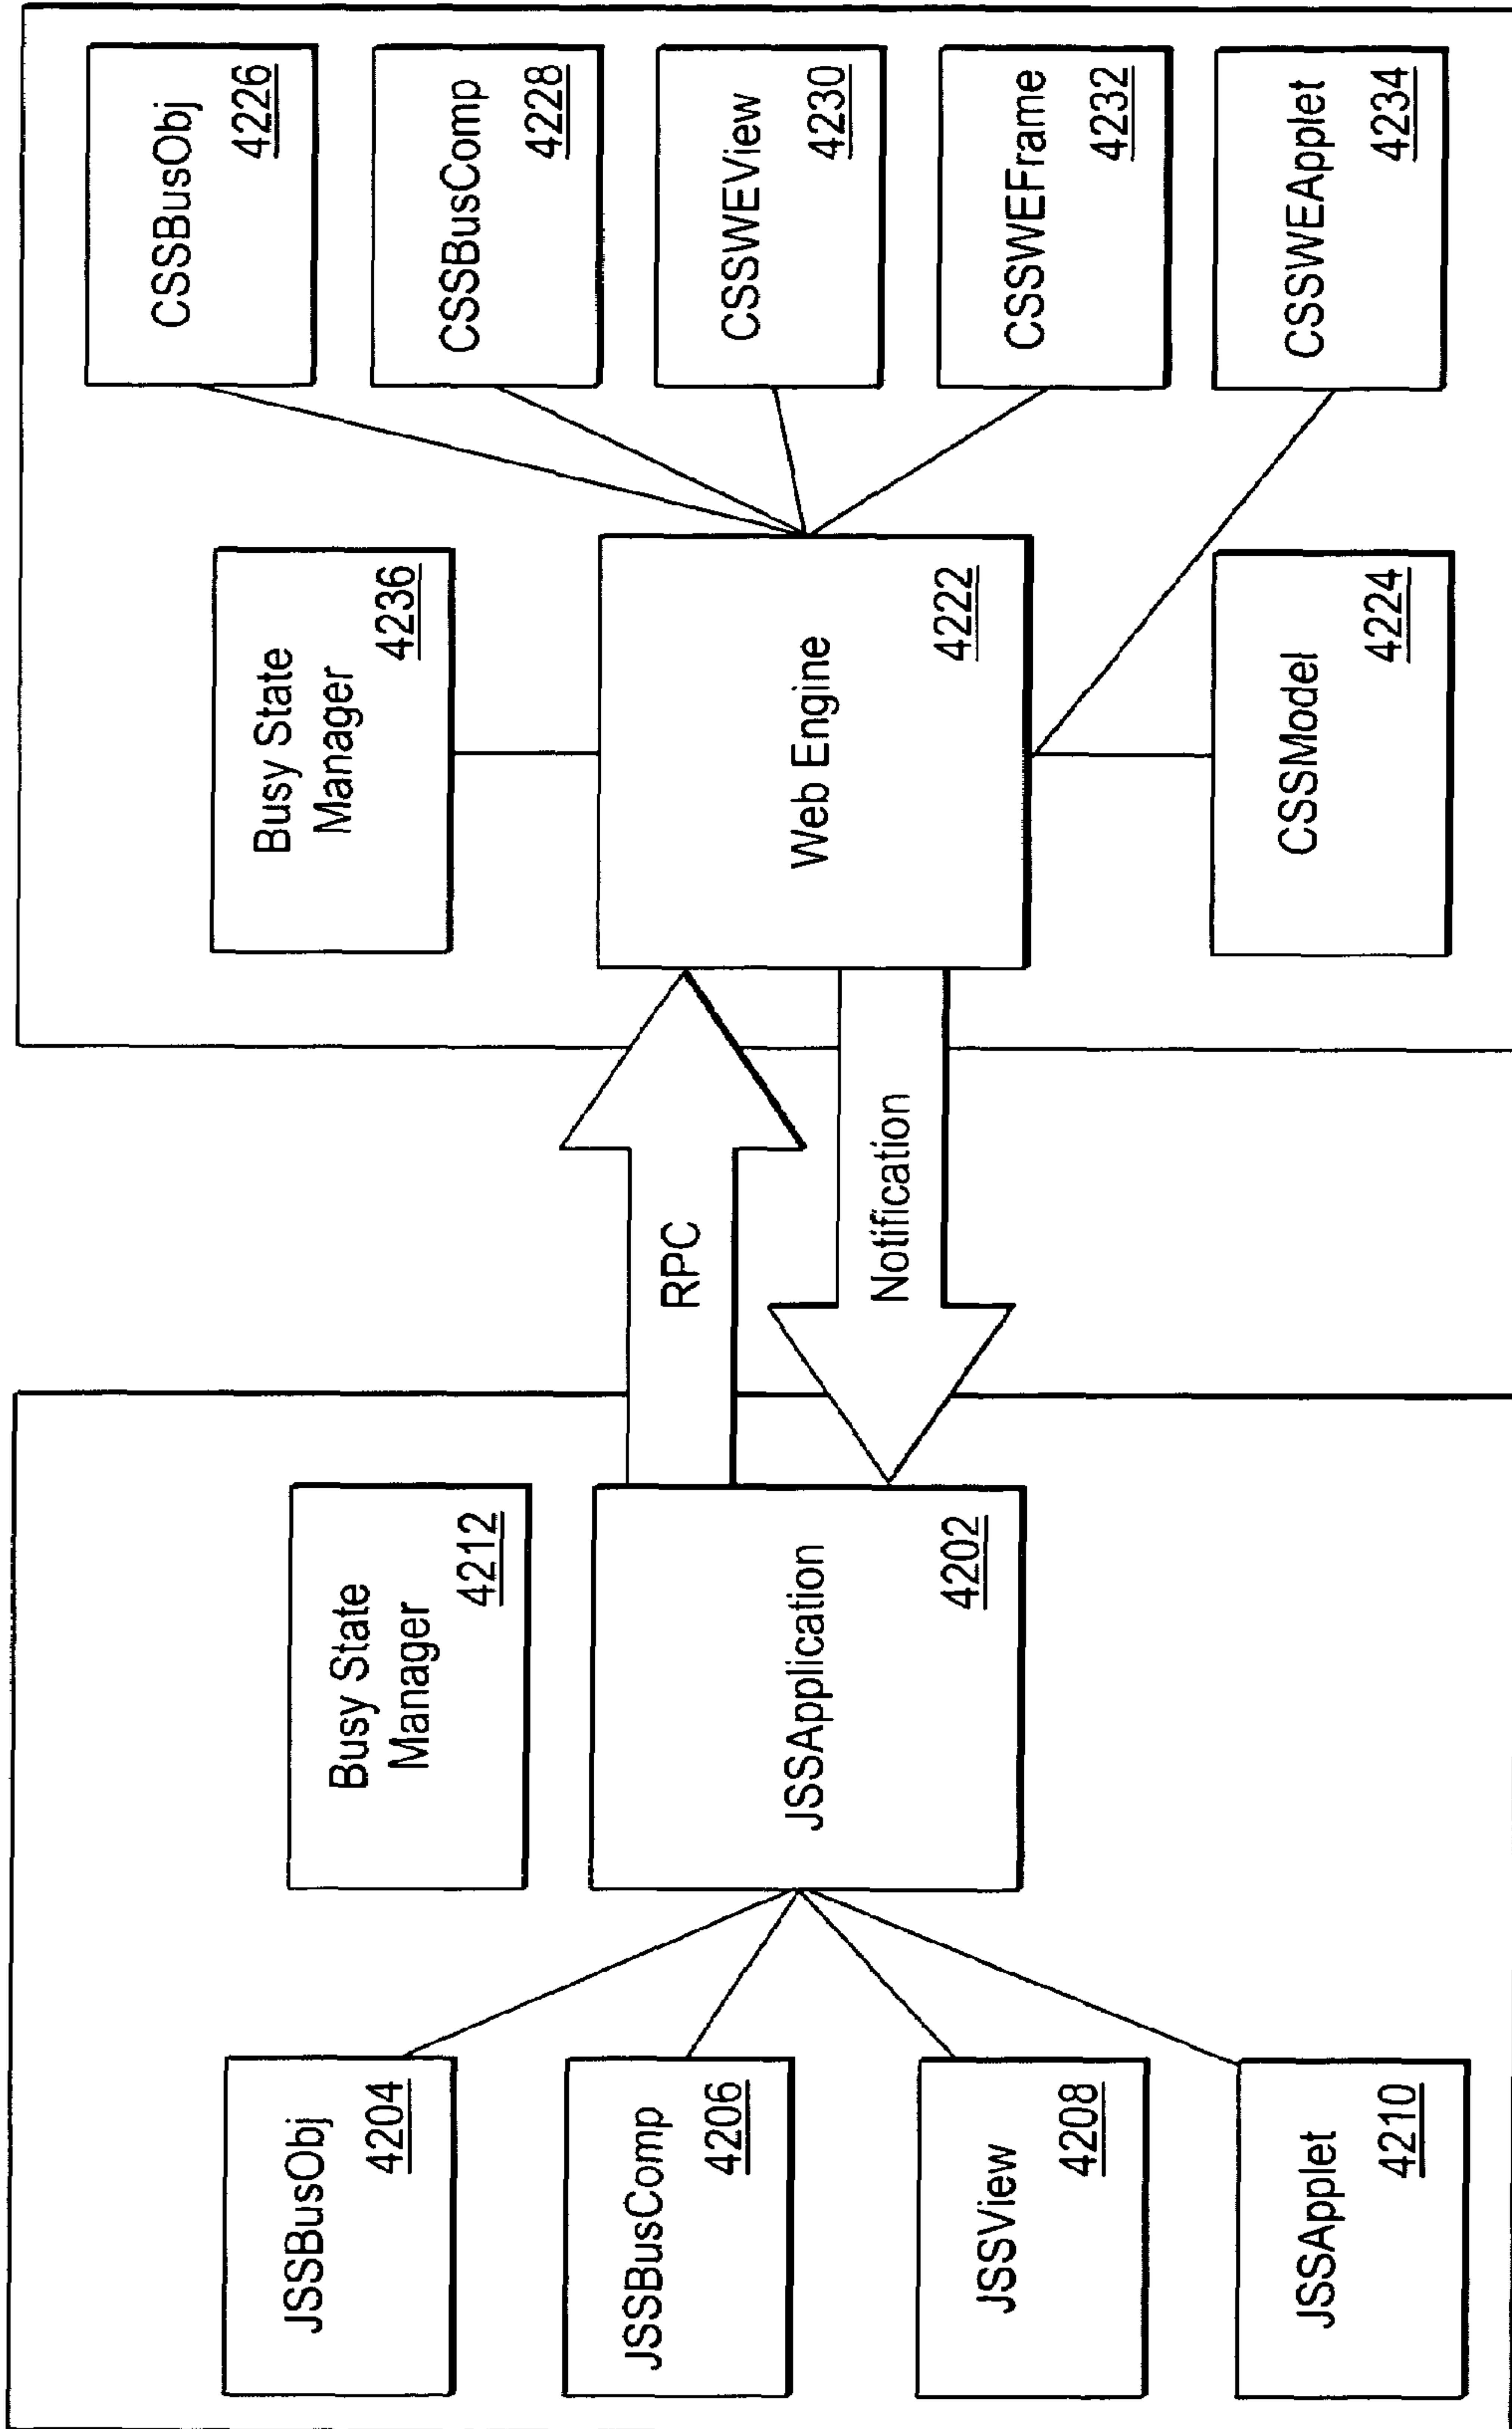 JSSBusObj
4204
JSSBusComp
4206
JSSView
4208
JSSApplet
4210
Busy State
Manager
4212
JSSApplication
4202
RPC
Notification
Busy State
Manager
4236
Web Engine
4222
CSSModel
4224
CSSBusObj
4226
CSSBusComp
4228
CSSWEView
4230
CSSWEFrame
4232
CSSWEApplet
4234